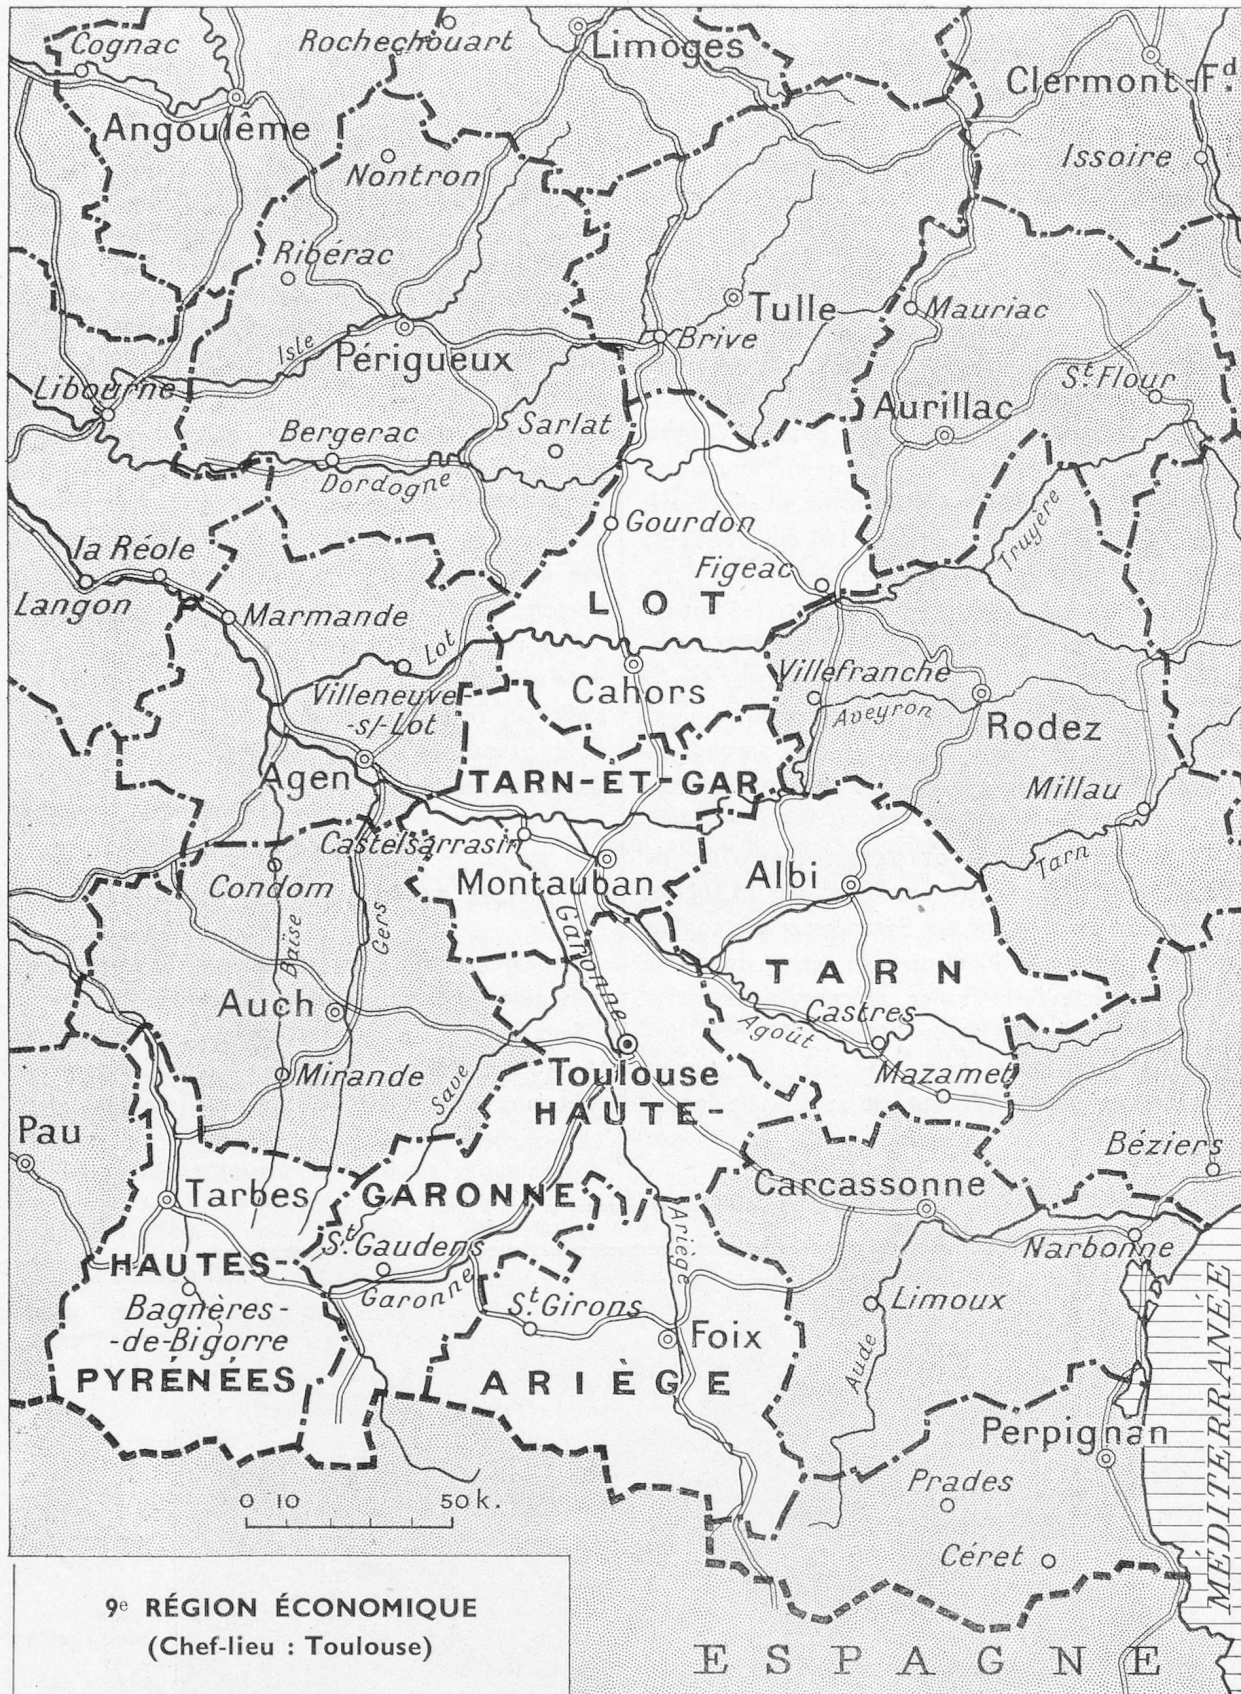 Cognac
Rochechouart
Limoges
Clermont-Fd.
Angoulême
Issoire
Nontron
Ribérac
Tulle
Mauriac
Isle
Périgueux
Brive
Libourne
St. Flour
Aurillac
Bergerac
Sarlat
Dordogne
Gourdon
Truyère
la Réole
Figeac
Langon
Marmande
LOT
Lot
Villefranche
Villeneuve-
-s/-Lot
Cahors
Aveyron
Rodez
Agen
TARN-ET-GAR
Millau
Castelsarrasin
Tarn
Condom
Montauban
Albi
Baïse
Gers
Garonne
TARN
Auch
Castres
Agoût
Mirande
Save
Toulouse
Mazamet
HAUTE-
Pau
Béziers
Tarbes
GARONNE
Carcassonne
Ariège
St. Gaudens
Narbonne
HAUTES-
Garonne
Bagnères-
-de-Bigorre
St. Girons
Limoux
Foix
Aude
PYRÉNÉES
ARIÈGE
MÉDITERRANÉE
Perpignan
Prades
0 10 50 k.
Céret
9e RÉGION ÉCONOMIQUE
(Chef-lieu : Toulouse)
ESPAGNE